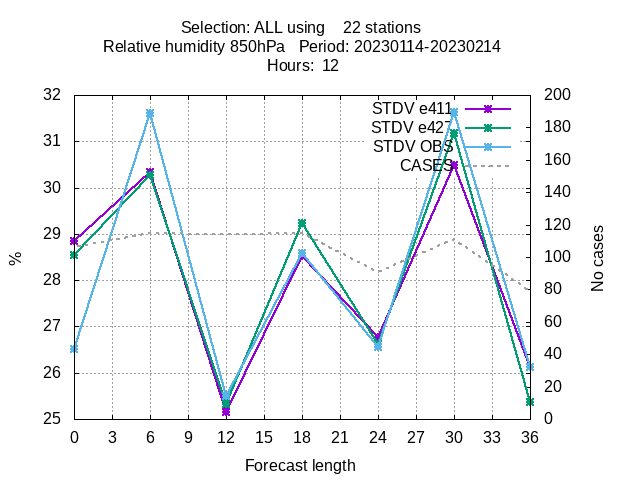 Selection: ALL using    22 stations
Relative humidity 850hPa   Period: 20230114-20230214
Hours:  12
STDV e411
STDV e427
STDV OBS
CASES
32
31
30
29
28
27
26
25
200
180
160
140
120
100
80
60
40
20
0
%
No cases
0 3 6 9 12 15 18 21 24 27 30 33 36
Forecast length